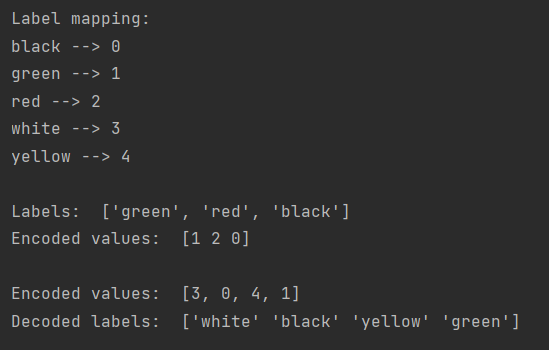 Label mapping:
black --> 0
green --> 1
red --> 2
white --> 3
yellow --> 4
Labels:  ['green', 'red', 'black']
Encoded values:  [1 2 0]
Encoded values:  [3, 0, 4, 1]
Decoded labels:  ['white' 'black' 'yellow' 'green']